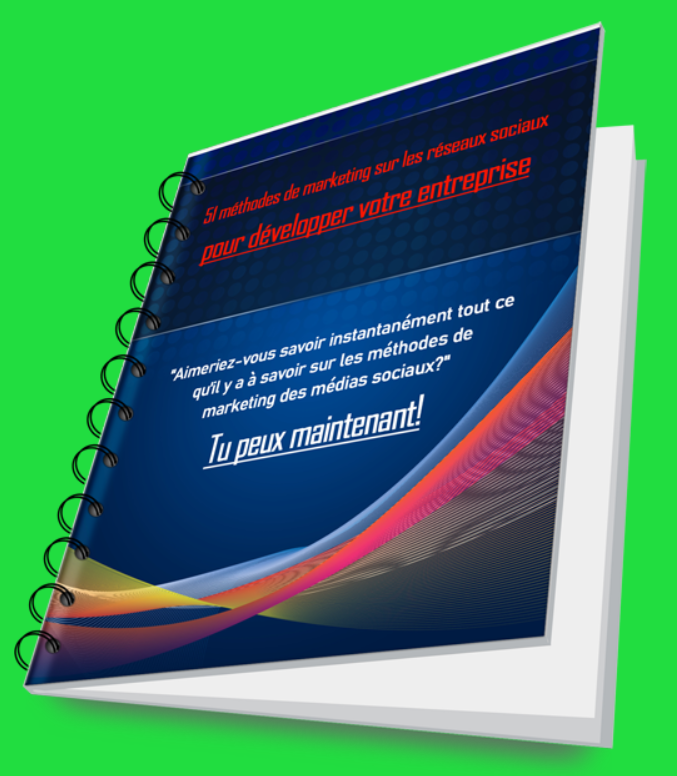 51 méthodes de marketing sur les réseaux sociaux
pour développer votre entreprise
"Aimeriez-vous savoir instantanément tout ce
qu'il y a à savoir sur les méthodes de
marketing des médias sociaux?"
Tu peux maintenant!